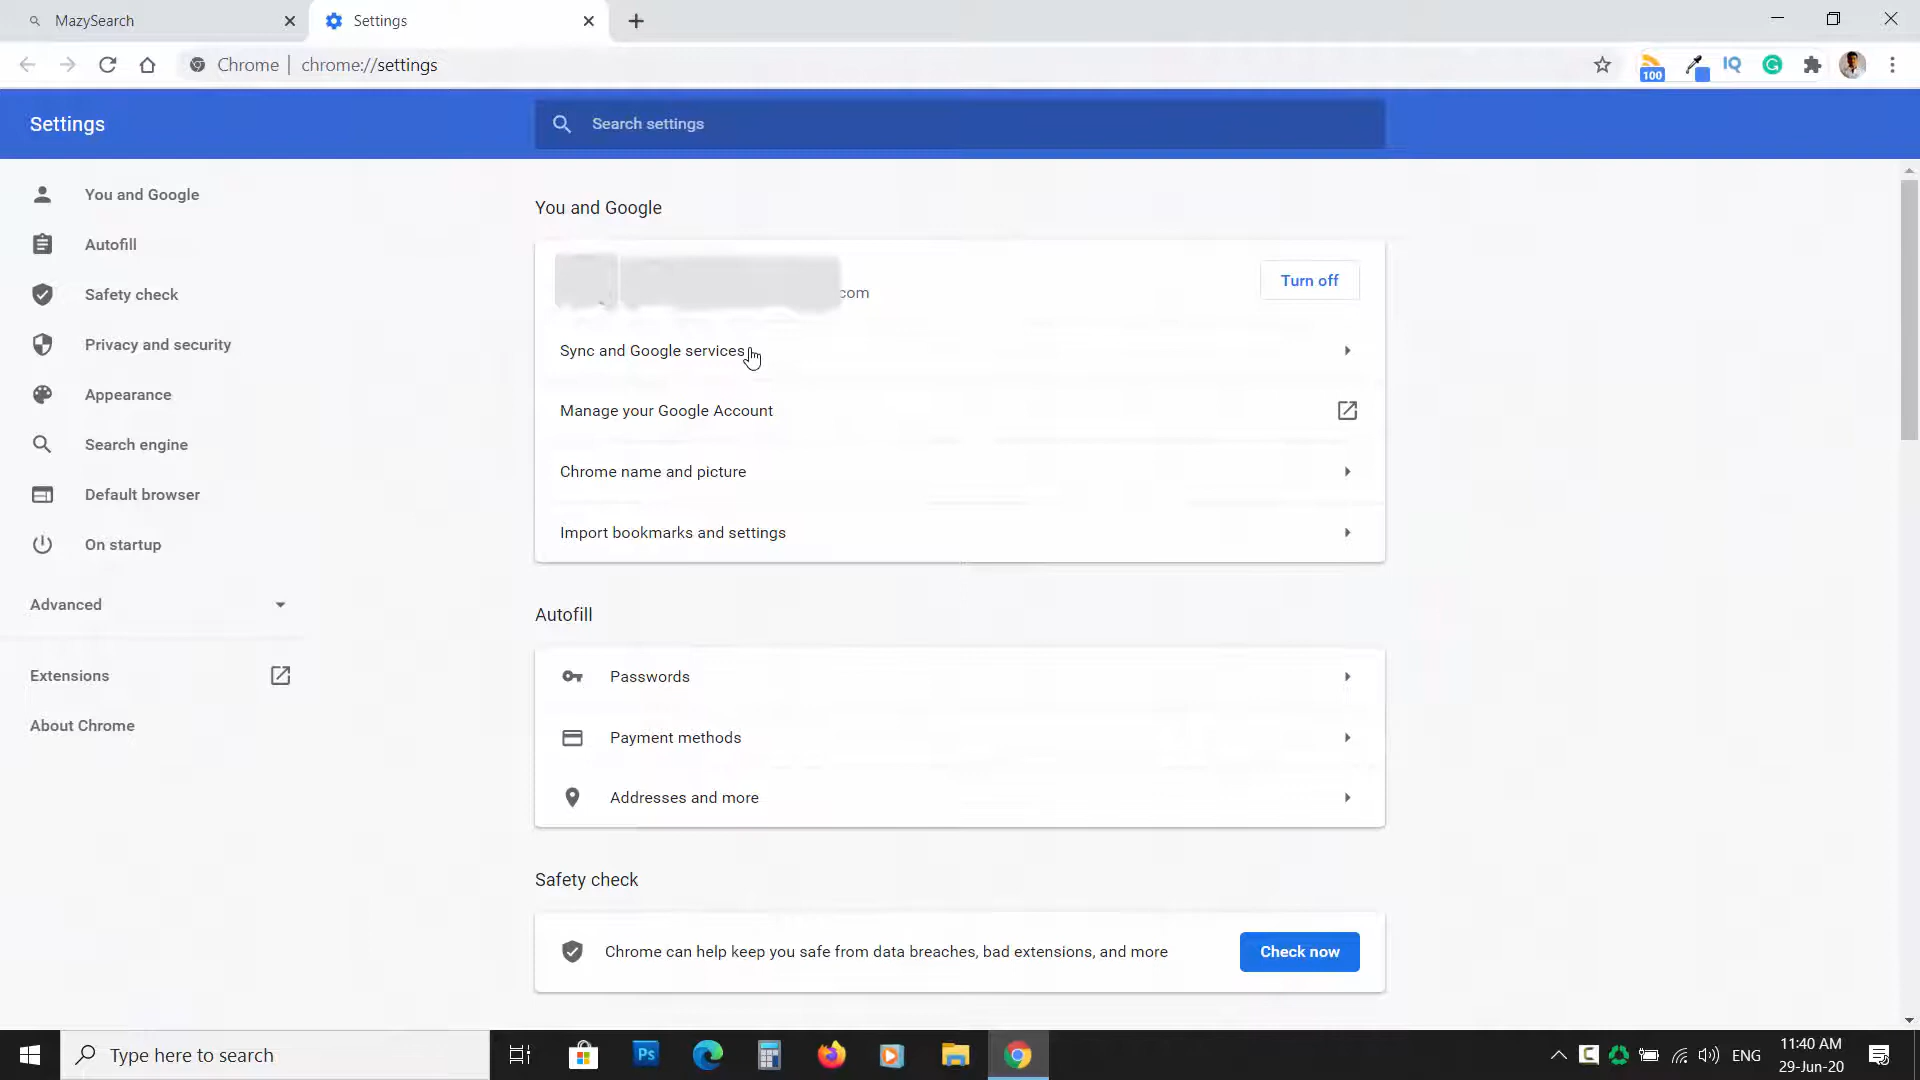 MazySearch
Settings
Chrome | chrome://settings
100
IQ
G
Settings
Search settings
You and Google
Autofill
Safety check
Privacy and security
Appearance
Search engine
Default browser
On startup
Advanced
Extensions
About Chrome
You and Google
.com
Turn off
Sync and Google services
Manage your Google Account
Chrome name and picture
Import bookmarks and settings
Autofill
Passwords
Payment methods
Addresses and more
Safety check
Chrome can help keep you safe from data breaches, bad extensions, and more
Check now
Type here to search
Ps
C
ENG
11:40 AM
29-Jun-20